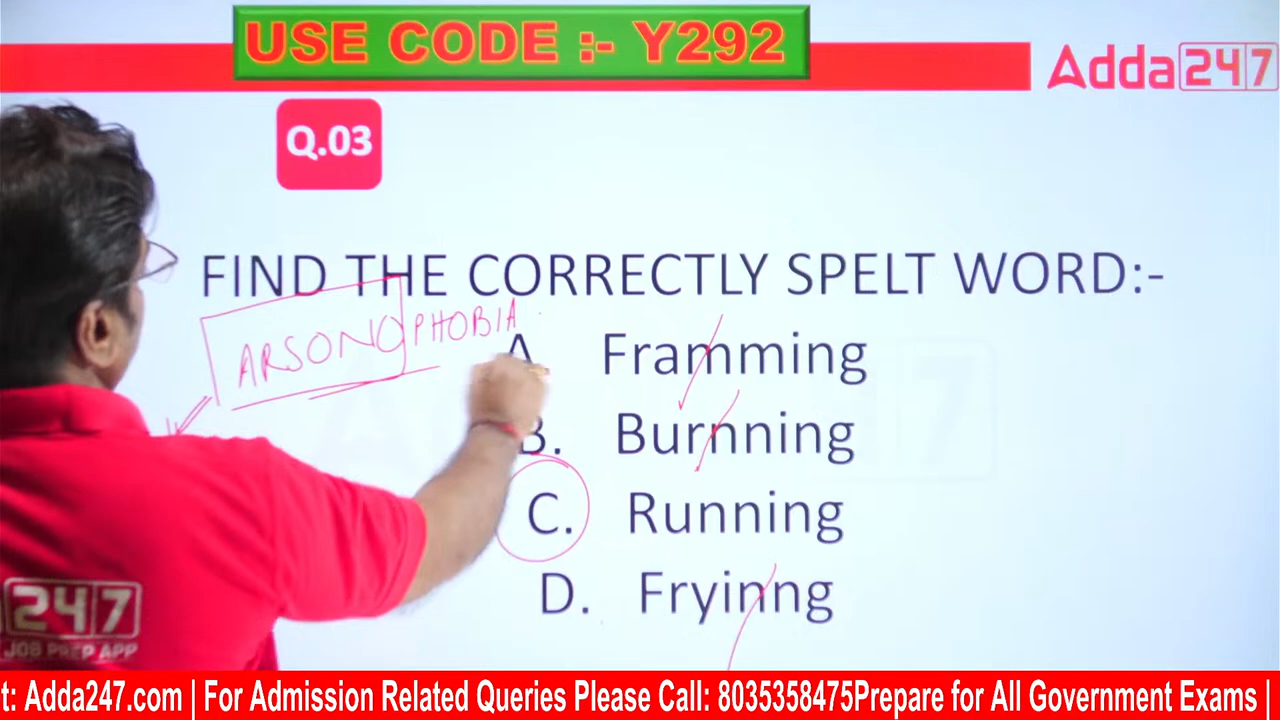 USE CODE :- Y292
Adda247
Q.03
FIND THE CORRECTLY SPELT WORD:-
ARSONOPHOBIA
A. Framming
B. Burnning
C. Running
D. Fryinng
247
JOB PREP APP
t: Adda247.com | For Admission Related Queries Please Call: 8035358475Prepare for All Government Exams |